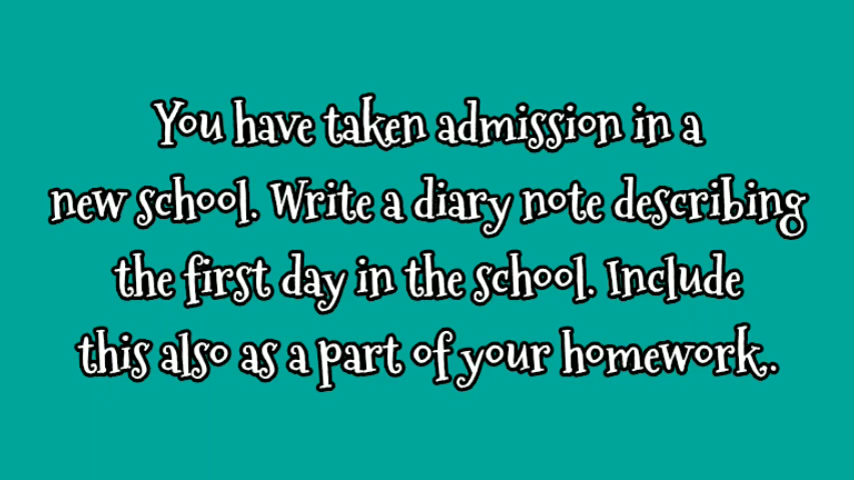 You have taken admission in a
new school. Write a diary note describing
the first day in the school. Include
this also as a part of your homework..